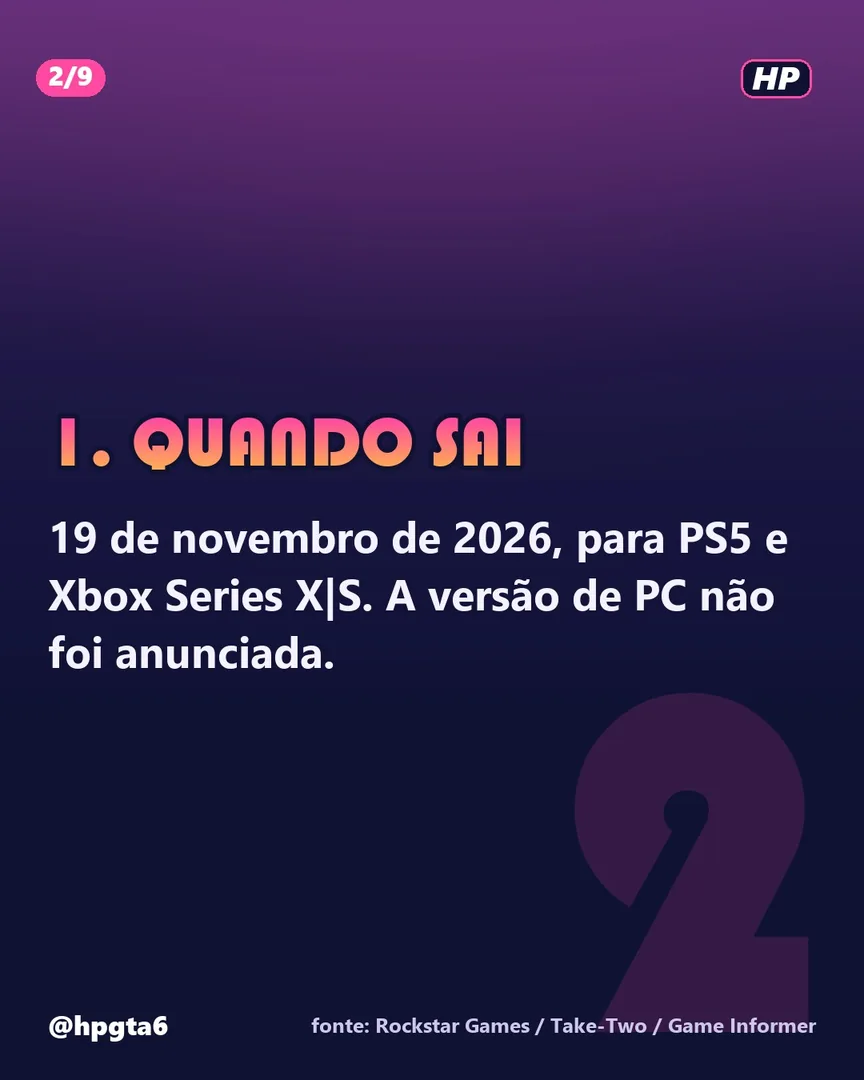 2/9
HP
1. QUANDO SAI
19 de novembro de 2026, para PS5 e
Xbox Series X|S. A versão de PC não
foi anunciada.
2
@hpgta6
fonte: Rockstar Games / Take-Two / Game Informer